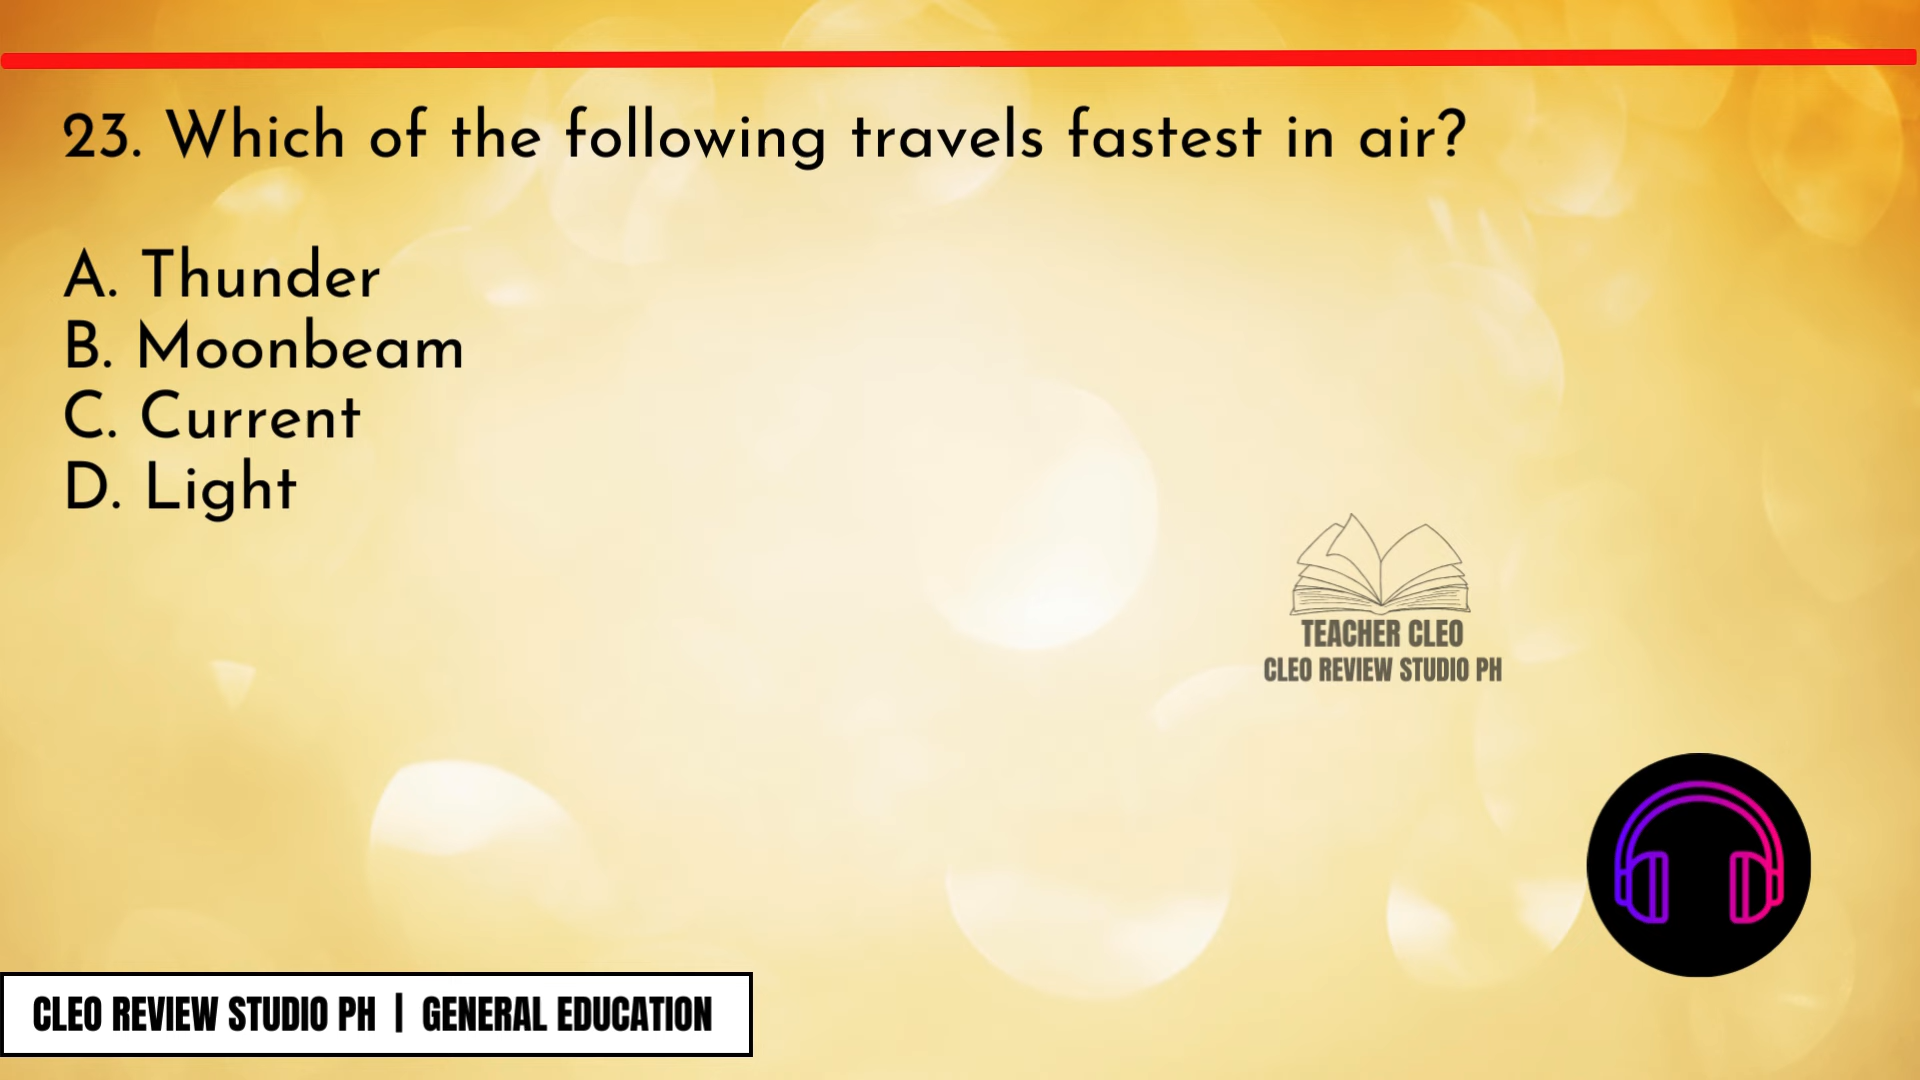 23. Which of the following travels fastest in air?
A. Thunder
B. Moonbeam
C. Current
D. Light
TEACHER CLEO
CLEO REVIEW STUDIO PH
CLEO REVIEW STUDIO PH | GENERAL EDUCATION